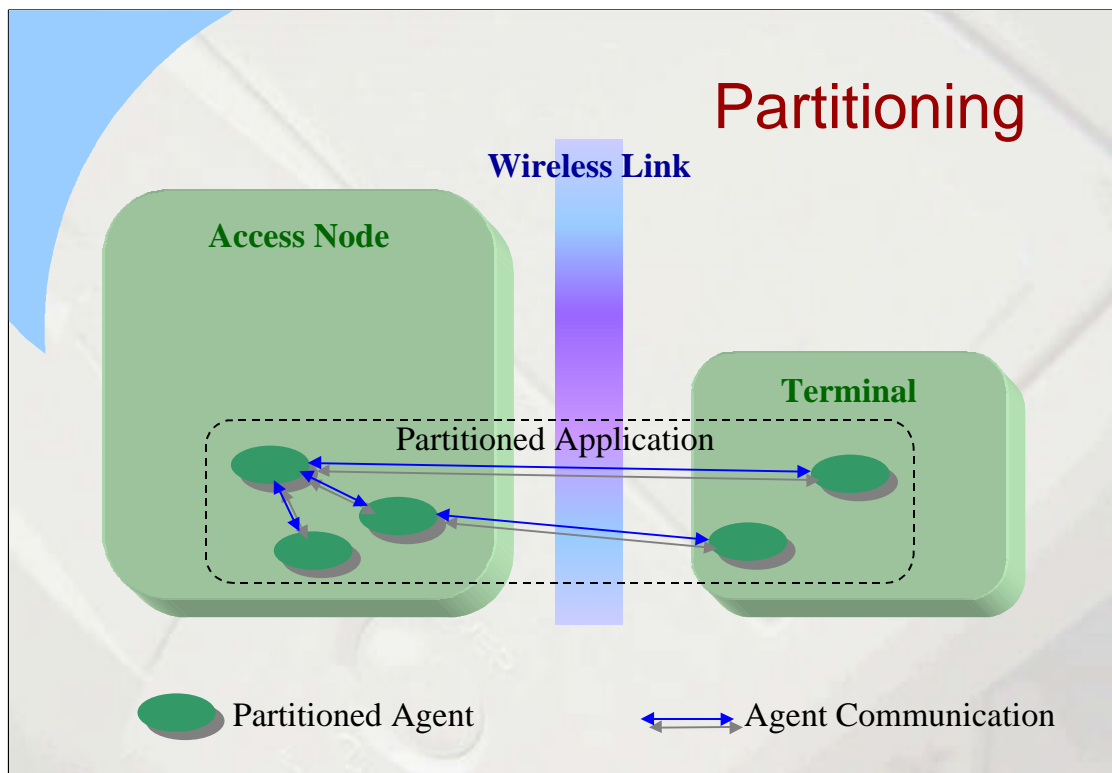 Partitioning
Wireless Link
Access Node
Terminal
Partitioned Application
Partitioned Agent
Agent Communication